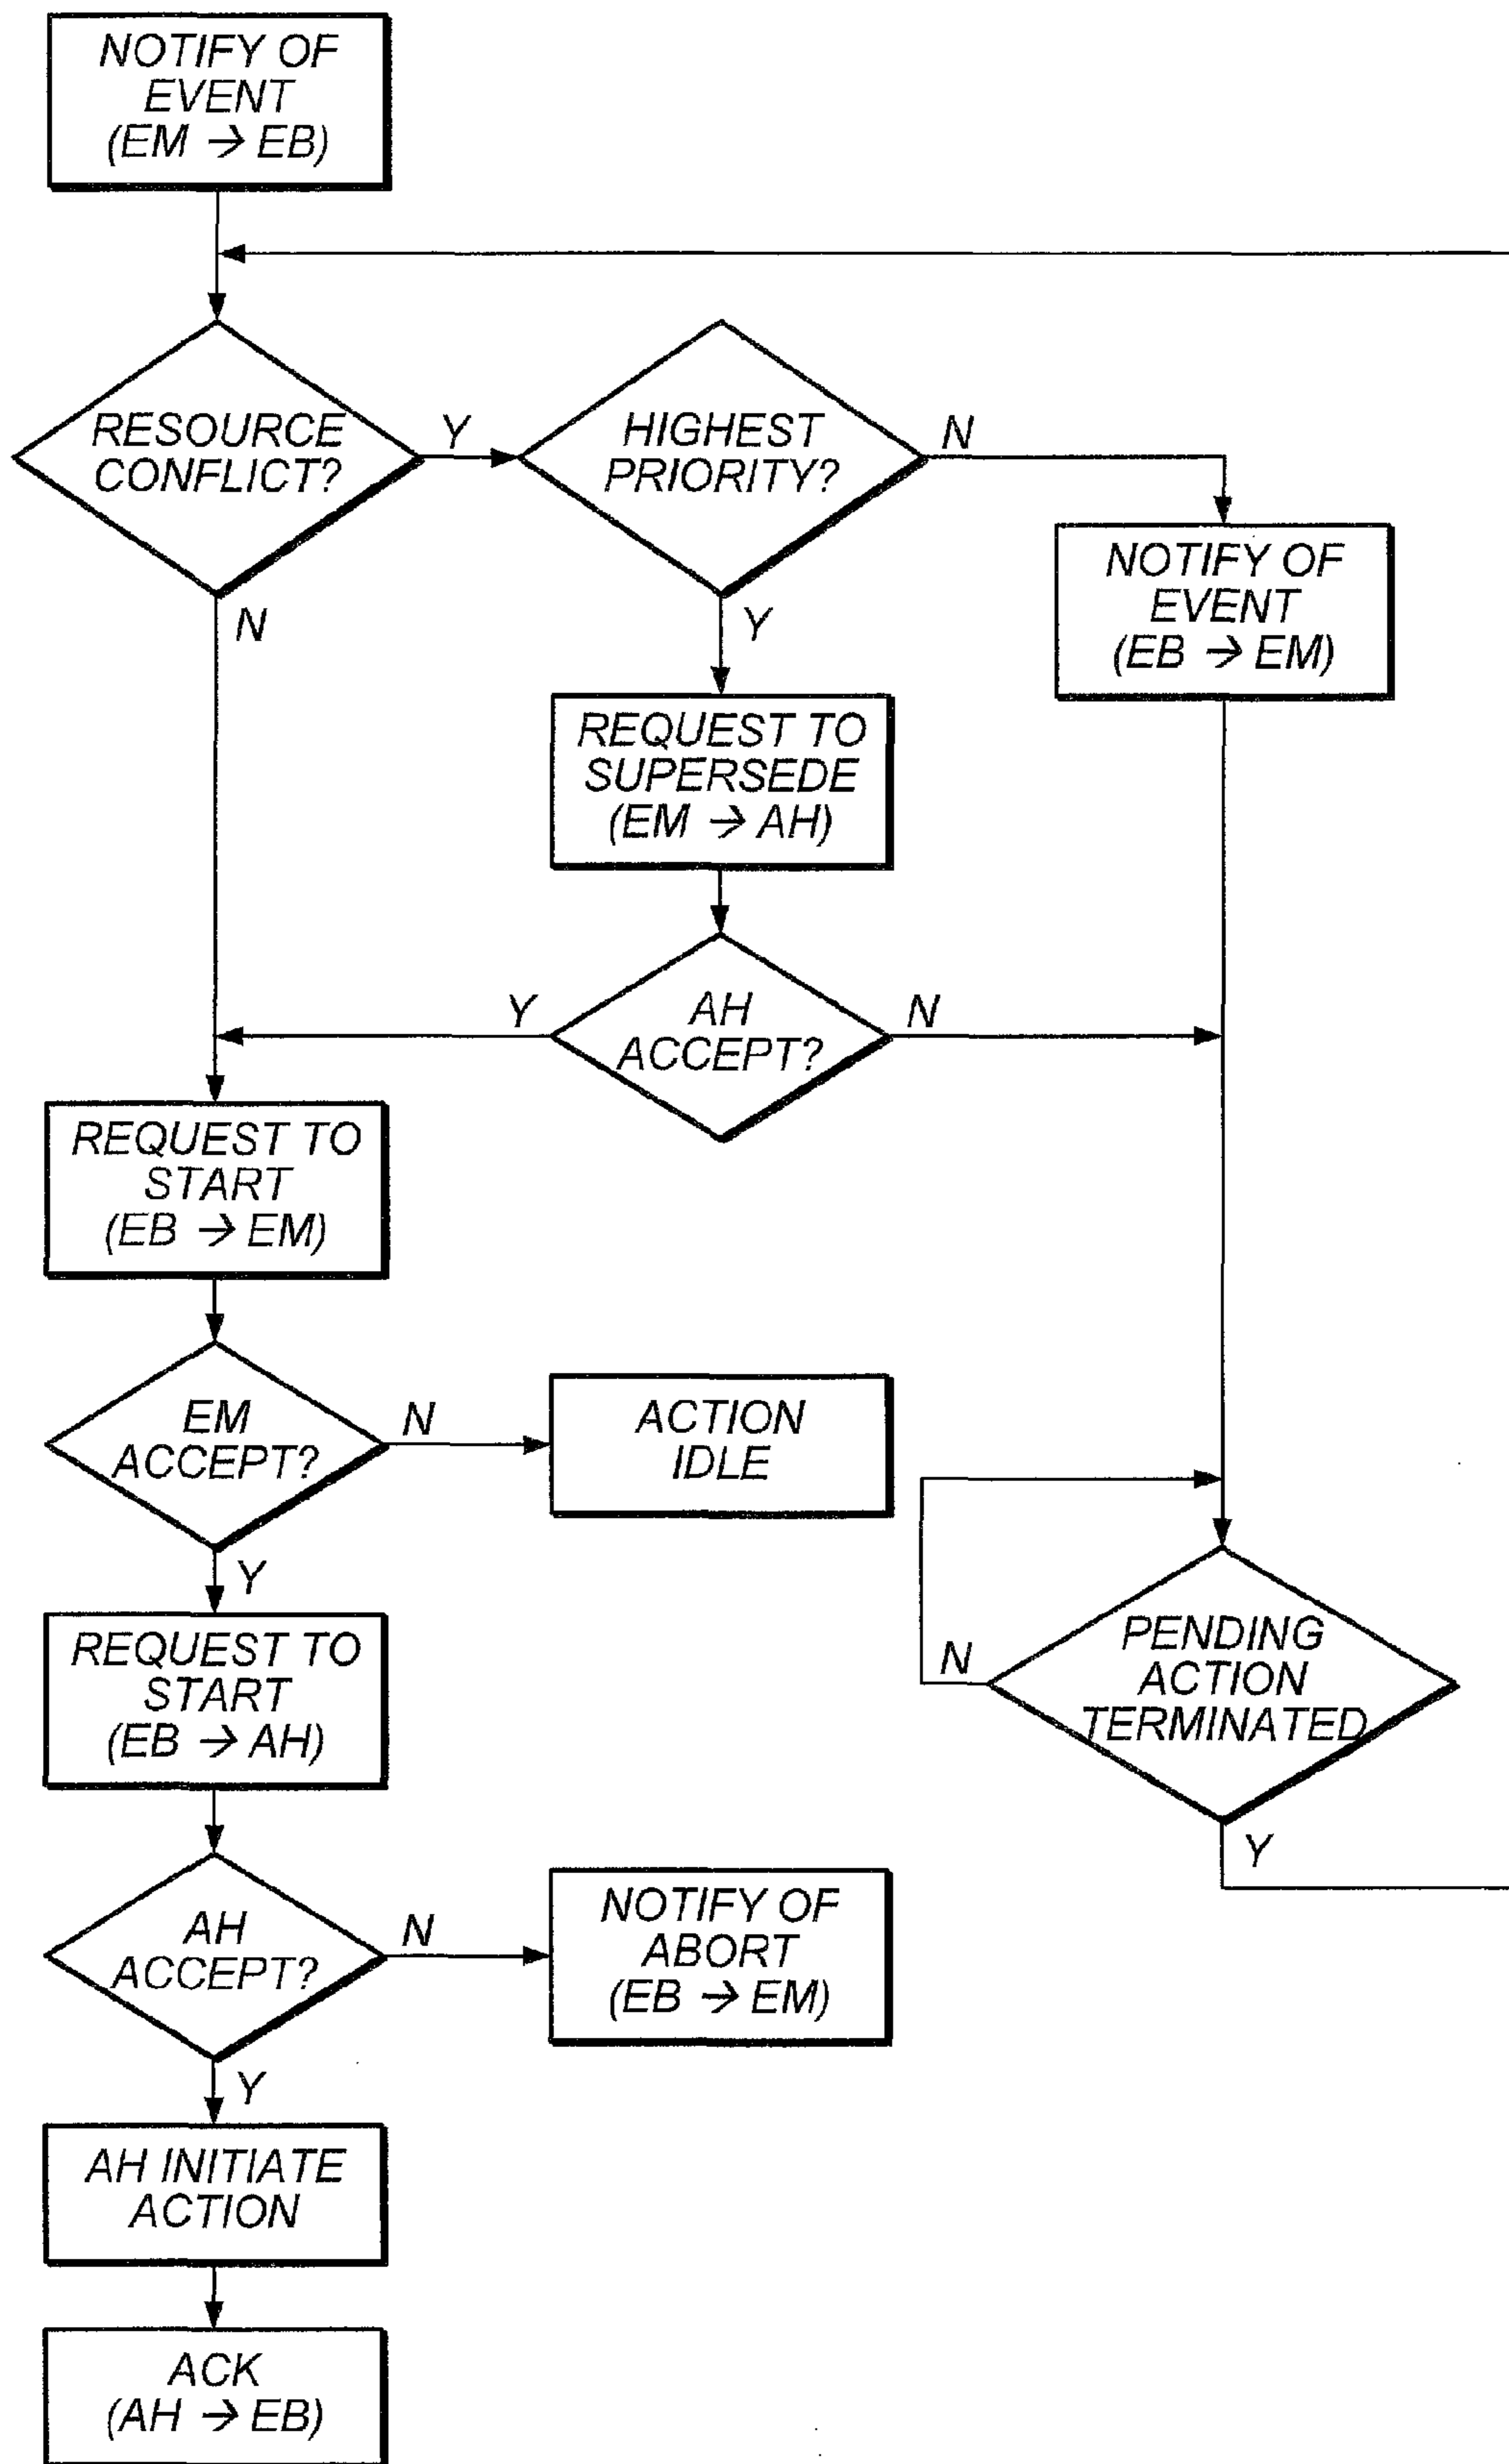 NOTIFY OF
EVENT
(EM → EB)
RESOURCE
CONFLICT?
Y
HIGHEST
PRIORITY?
N
NOTIFY OF
EVENT
(EB → EM)
N
Y
REQUEST TO
SUPERSEDE
(EM → AH)
Y
AH
ACCEPT?
N
REQUEST TO
START
(EB → EM)
EM
ACCEPT?
N
ACTION
IDLE
Y
REQUEST TO
START
(EB → AH)
PENDING
ACTION
TERMINATED
N
Y
AH
ACCEPT?
N
NOTIFY OF
ABORT
(EB → EM)
Y
AH INITIATE
ACTION
ACK
(AH → EB)